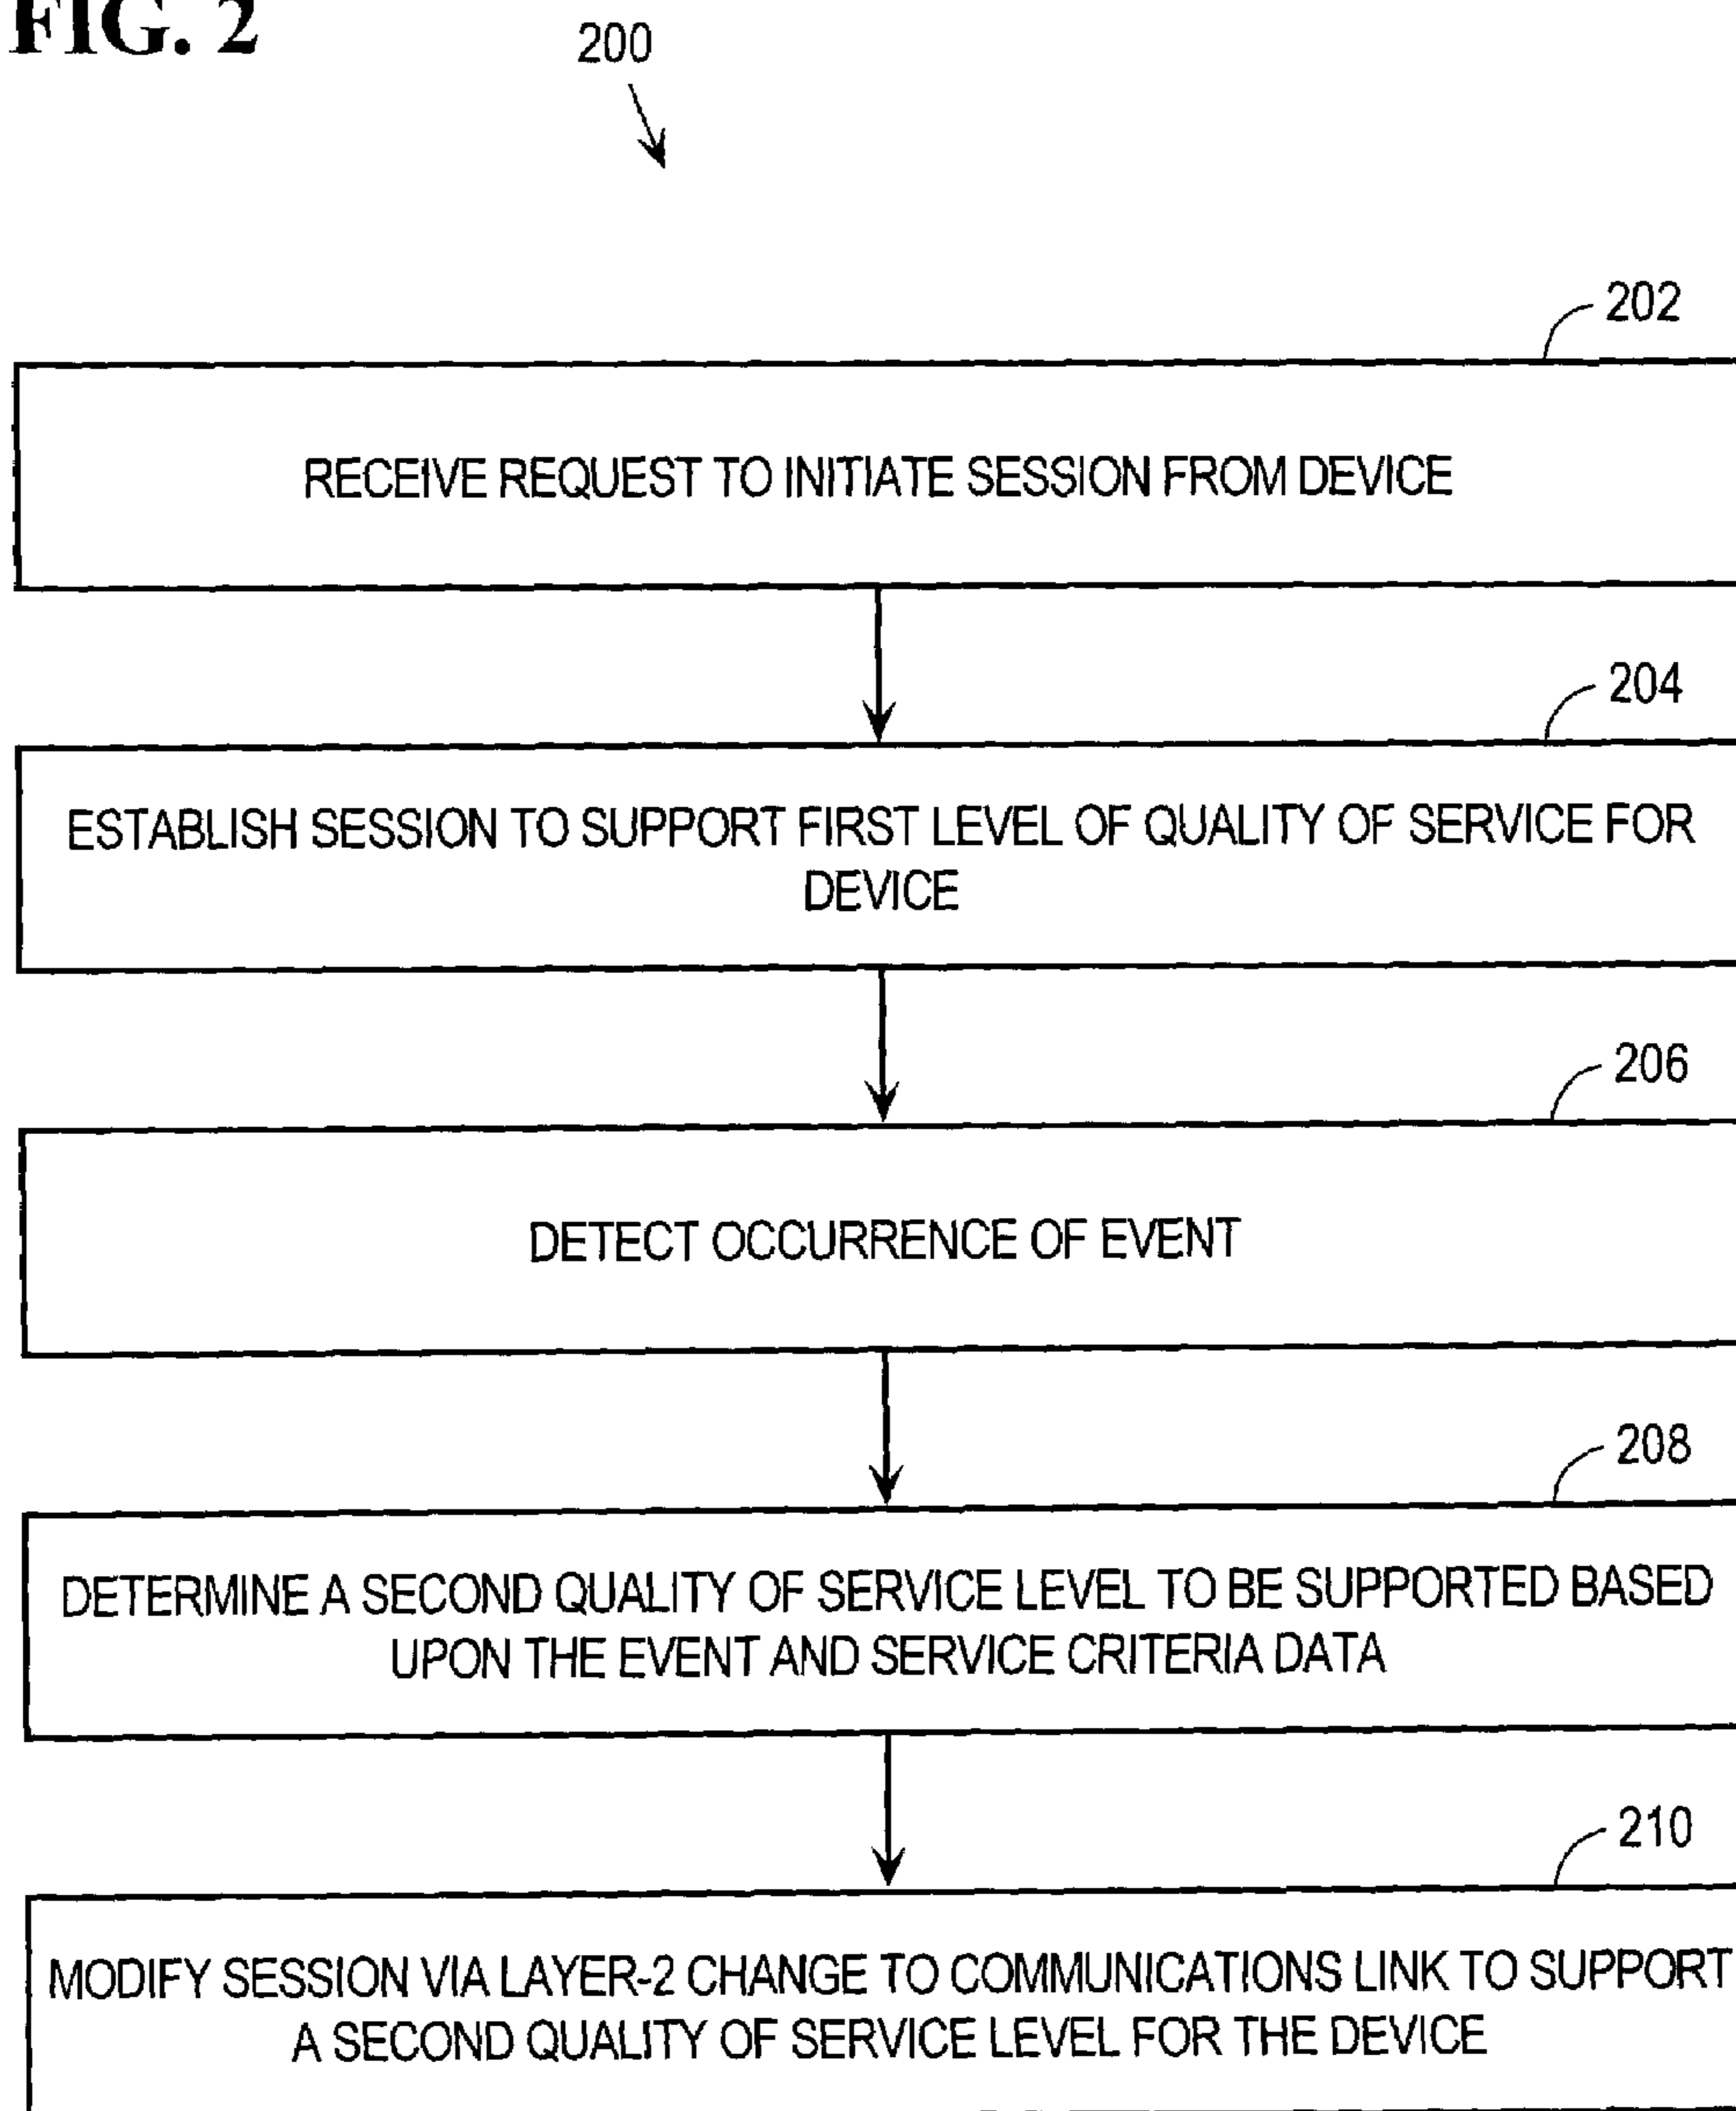 FIG. 2
200
202
RECEIVE REQUEST TO INITIATE SESSION FROM DEVICE
204
ESTABLISH SESSION TO SUPPORT FIRST LEVEL OF QUALITY OF SERVICE FOR
DEVICE
206
DETECT OCCURRENCE OF EVENT
208
DETERMINE A SECOND QUALITY OF SERVICE LEVEL TO BE SUPPORTED BASED
UPON THE EVENT AND SERVICE CRITERIA DATA
210
MODIFY SESSION VIA LAYER-2 CHANGE TO COMMUNICATIONS LINK TO SUPPORT
A SECOND QUALITY OF SERVICE LEVEL FOR THE DEVICE